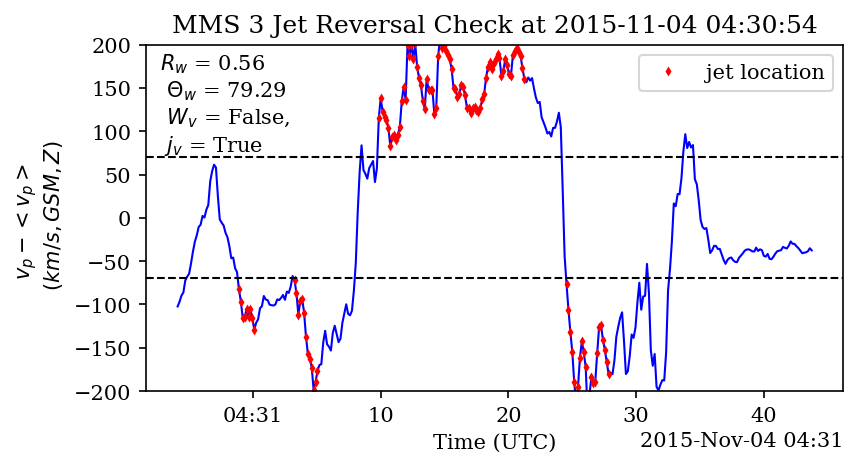 MMS 3 Jet Reversal Check at 2015-11-04 04:30:54
R_w = 0.56
Θ_w = 79.29
W_v = False,
j_v = True
jet location
v_p − < v_p >
(km/s, GSM, Z)
200
150
100
50
0
−50
−100
−150
−200
04:31
10
20
30
40
Time (UTC)
2015-Nov-04 04:31